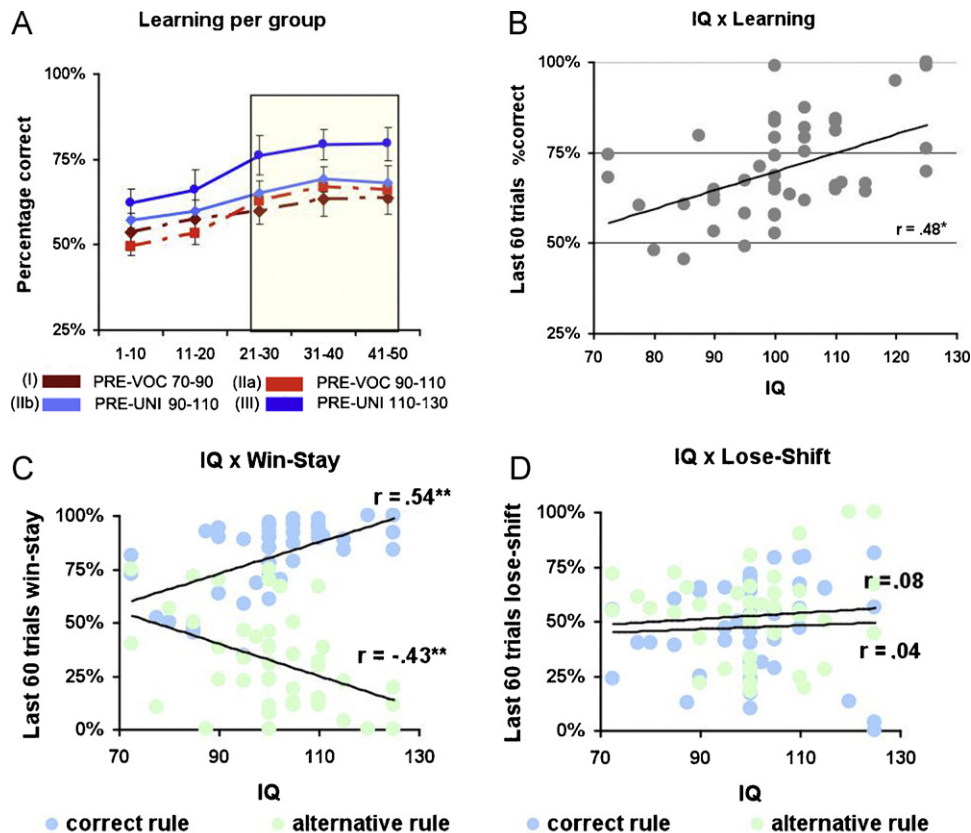 A
Learning per group
Percentage correct
100%
75%
50%
25%
1-10 11-20 21-30 31-40 41-50
(I) PRE-VOC 70-90 (IIa) PRE-VOC 90-110
(IIb) PRE-UNI 90-110 (III) PRE-UNI 110-130
B
IQ x Learning
Last 60 trials %correct
100%
75%
50%
25%
r = .48*
70 80 90 100 110 120 130
IQ
C
IQ x Win-Stay
Last 60 trials win-stay
100%
75%
50%
25%
0%
r = .54**
r = -.43**
70 90 110 130
IQ
correct rule alternative rule
D
IQ x Lose-Shift
Last 60 trials lose-shift
100%
75%
50%
25%
0%
r = .08
r = .04
70 90 110 130
IQ
correct rule alternative rule